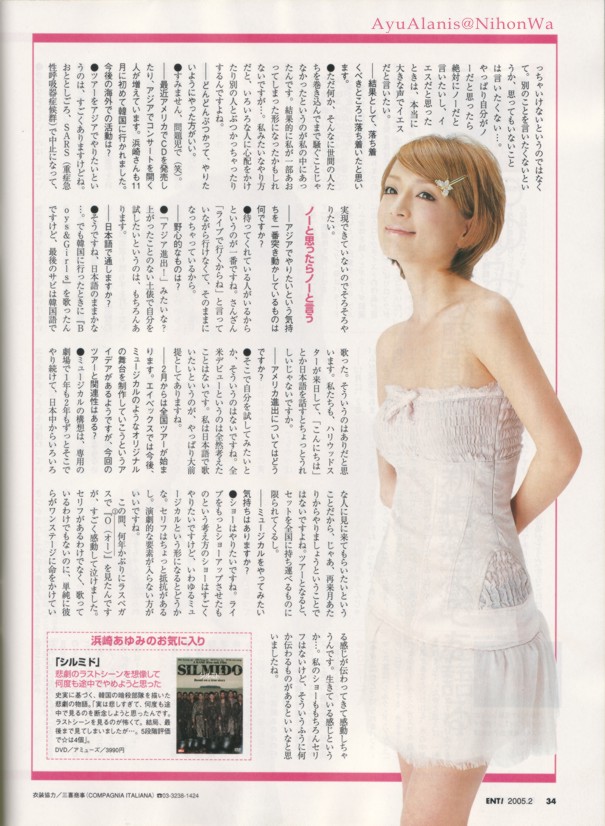 AyuAlanis@NihonWa
っちゃいけないというのではなく
て。別のことを言いたくないとい
うか、思ってもいないこと
は言いたくない…。
やっぱり自分がノ
ーだと思ったら
絶対にノーだと
言いたいし、イ
エスだと思った
ときは、本当に
大きな声でイエス
だと言いたい。
――結果として、落ち着
くべきところに落ち着いたと思い
ます。
●ただ何か、そんなに世間の人た
ちを巻き込んでまで騒ぐことじゃ
なかったというのが私の中にあっ
たんです。結果的に私が一部あお
ってしまった形になったかもしれ
ないですが…。私みたいなやり方
だと、いろいろな人に心配をかけ
たり別の人とぶつかっちゃったり
するんですよね。
――どんどんぶつかって、やりた
いようにやった方がいい。
●すみません、問題児で（笑）。
――最近アメリカでCDを発売し
たり、アジアでコンサートを開く
人が増えています。浜崎さんも11
月に初めて韓国に行かれました。
今後の海外での活動は？
●ツアーをアジアでやりたいとい
うのは、すごくありますけどね。
おととしごろ、SARS（重症急
性呼吸器症候群）で中止になって、
実現できていないのでそろそろや
りたい。
ノーと思ったらノーと言う
――アジアでやりたいという気持
ちを一番突き動かしているものは
何ですか？
●待ってくれている人がいるから
というのが一番ですね。さんざん
「ライブで行くからね」と言って
いながら行けなくて、そのままに
なっちゃっているから。
――野心的なものは？
●「アジア進出！」みたいな？
上がったことのない土俵で自分を
試したいというのは、もちろんあ
ります。
――日本語で通しますか？
●そうですね、日本語のままかな
…。でも韓国に行ったときに『B
oys&Girls』を歌ったん
ですけど、最後のサビは韓国語で
歌った。そういうのはありだと思
います。私たちも、ハリウッドス
ターが来日して、「こんにちは」
とか日本語を話すとちょっとうれ
しいじゃないですか。
――アメリカ進出についてはどう
ですか？
●そこで自分を試してみたいと
か、そういうのはないですね。全
米デビューというのは全然考えた
ことはないです。私は日本語で歌
いたいというのが、やっぱり大前
提としてありますね。
――2月からは全国ツアーが始ま
ります。エイベックスでは今後、
ミュージカルのようなオリジナル
の舞台を制作していこうというア
イデアがあるようですが、今回の
ツアーと関連性はある？
●ミュージカルの構想は、専用の
劇場で1年も2年もずっとそこで
やり続けて、日本中からいろいろ
な人に見に来てもらいたいという
ことだから、じゃあ、再来月あた
りからやりましょうということで
はないですよね。ツアーとなると、
セットを全国に持ち運べるものに
限られてくるし。
――ミュージカルをやってみたい
気持ちはありますか？
●ショーはやりたいですね。ライ
ブをもっとショーアップさせたも
のという考え方のショーはすごく
やりたいですけど、いわゆるミュ
ージカルという形になるとどうか
な。セリフはちょっと抵抗がある
し。演劇的な要素が入らない方が
いいですね。
この間、何年かぶりにラスベガ
スで『O（オー）』を見たんです
が、すごく感動して泣けました。
セリフがあるわけでなく、歌って
いるわけでもないのに、単純に彼
らがワンステージに命をかけてい
る感じが伝わってきて感動しちゃ
うんです。生きている感じという
か…。私のショーももちろんセリ
フはないけど、そういうふうに何
か伝わるものがあるといいなと思
いましたね。
浜崎あゆみのお気に入り
「シルミド」
悲劇のラストシーンを想像して
何度も途中でやめようと思った
史実に基づく、韓国の暗殺部隊を描いた
悲劇の物語。「実は悲しすぎて、何度も途
中で見るのを断念しようと思ったんです。
ラストシーンを見るのが怖くて。結局、最
後まで見てしまいましたが…。5段階評価
で☆は4個」。
DVD／アミューズ／3990円
SILMIDO
衣装協力／三喜商事（COMPAGNIA ITALIANA）☎03-3238-1424
ENT! 2005.2 34